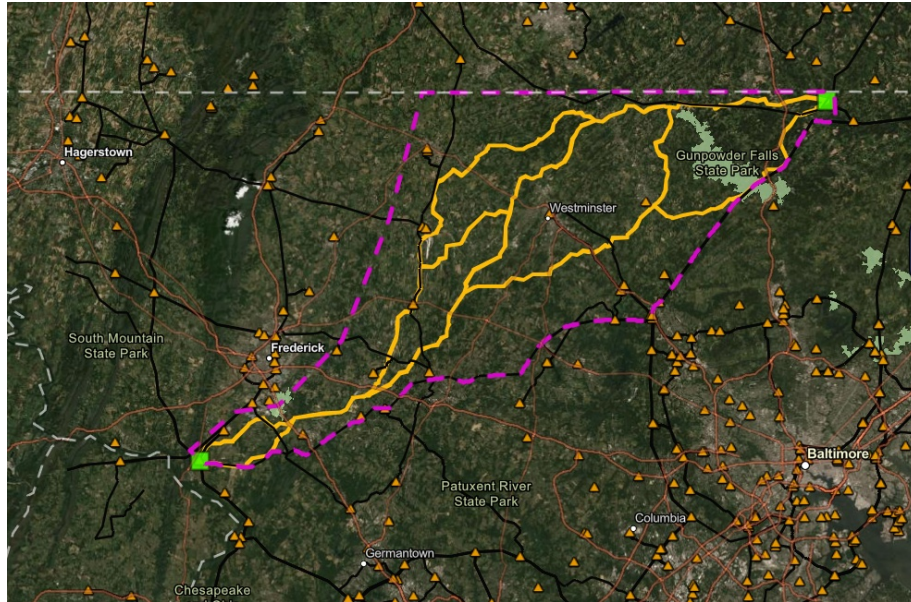 Hagerstown
Gunpowder Falls
State Park
Westminster
South Mountain
State Park
Frederick
Baltimore
Patuxent River
State Park
Columbia
Germantown
Chesapeake